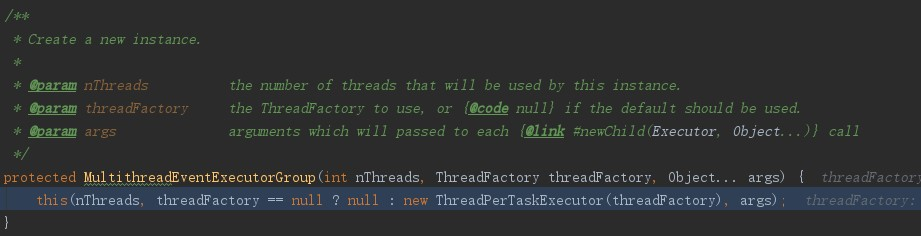 /**
 * Create a new instance.
 *
 * @param nThreads          the number of threads that will be used by this instance.
 * @param threadFactory     the ThreadFactory to use, or {@code null} if the default should be used.
 * @param args              arguments which will passed to each {@link #newChild(Executor, Object...)} call
 */
protected MultithreadEventExecutorGroup(int nThreads, ThreadFactory threadFactory, Object... args) {  threadFactory
    this(nThreads, threadFactory == null ? null : new ThreadPerTaskExecutor(threadFactory), args);  threadFactory:
}